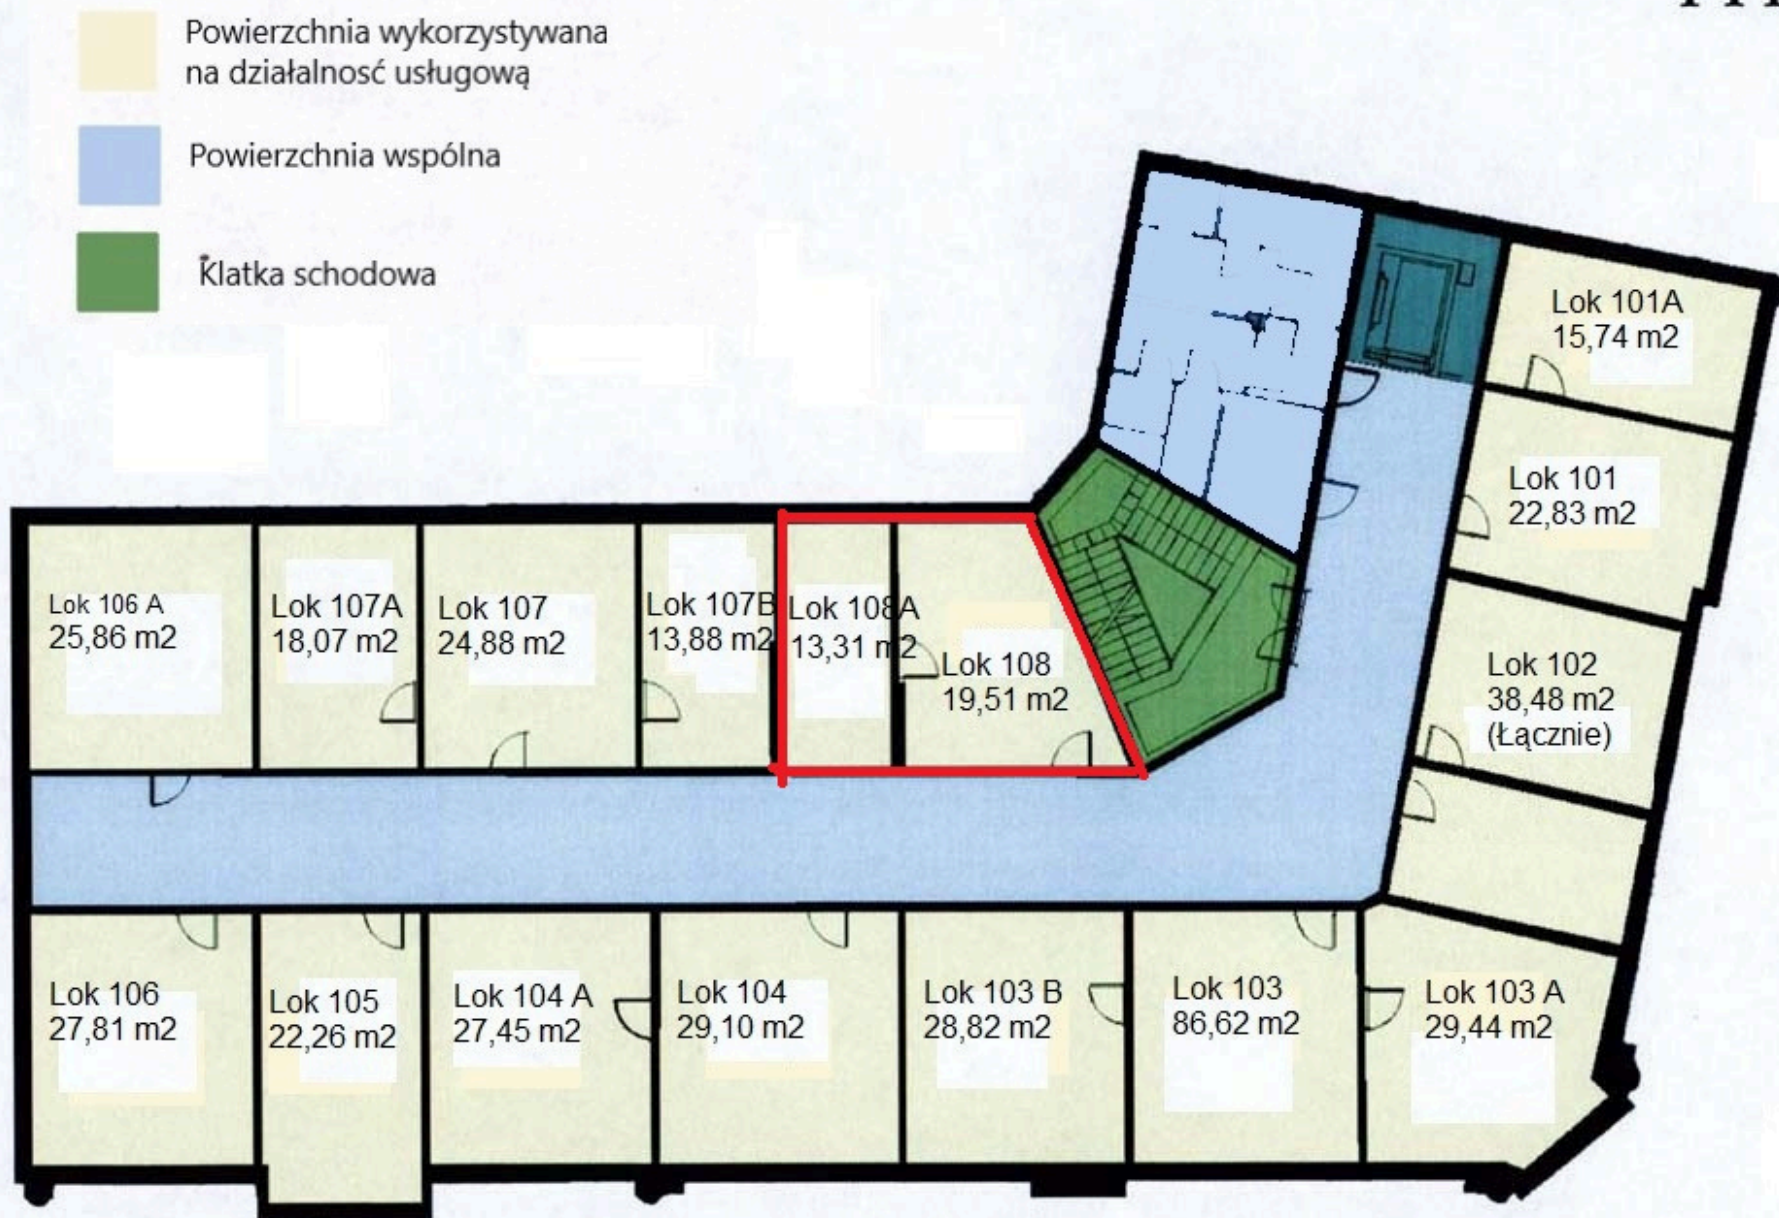 Powierzchnia wykorzystywana
na działalność usługową
Powierzchnia wspólna
Klatka schodowa
Lok 101A
15,74 m2
Lok 101
22,83 m2
Lok 102
38,48 m2
(Łącznie)
Lok 106 A
25,86 m2
Lok 107A
18,07 m2
Lok 107
24,88 m2
Lok 107B
13,88 m2
Lok 108A
13,31 m2
Lok 108
19,51 m2
Lok 106
27,81 m2
Lok 105
22,26 m2
Lok 104 A
27,45 m2
Lok 104
29,10 m2
Lok 103 B
28,82 m2
Lok 103
86,62 m2
Lok 103 A
29,44 m2